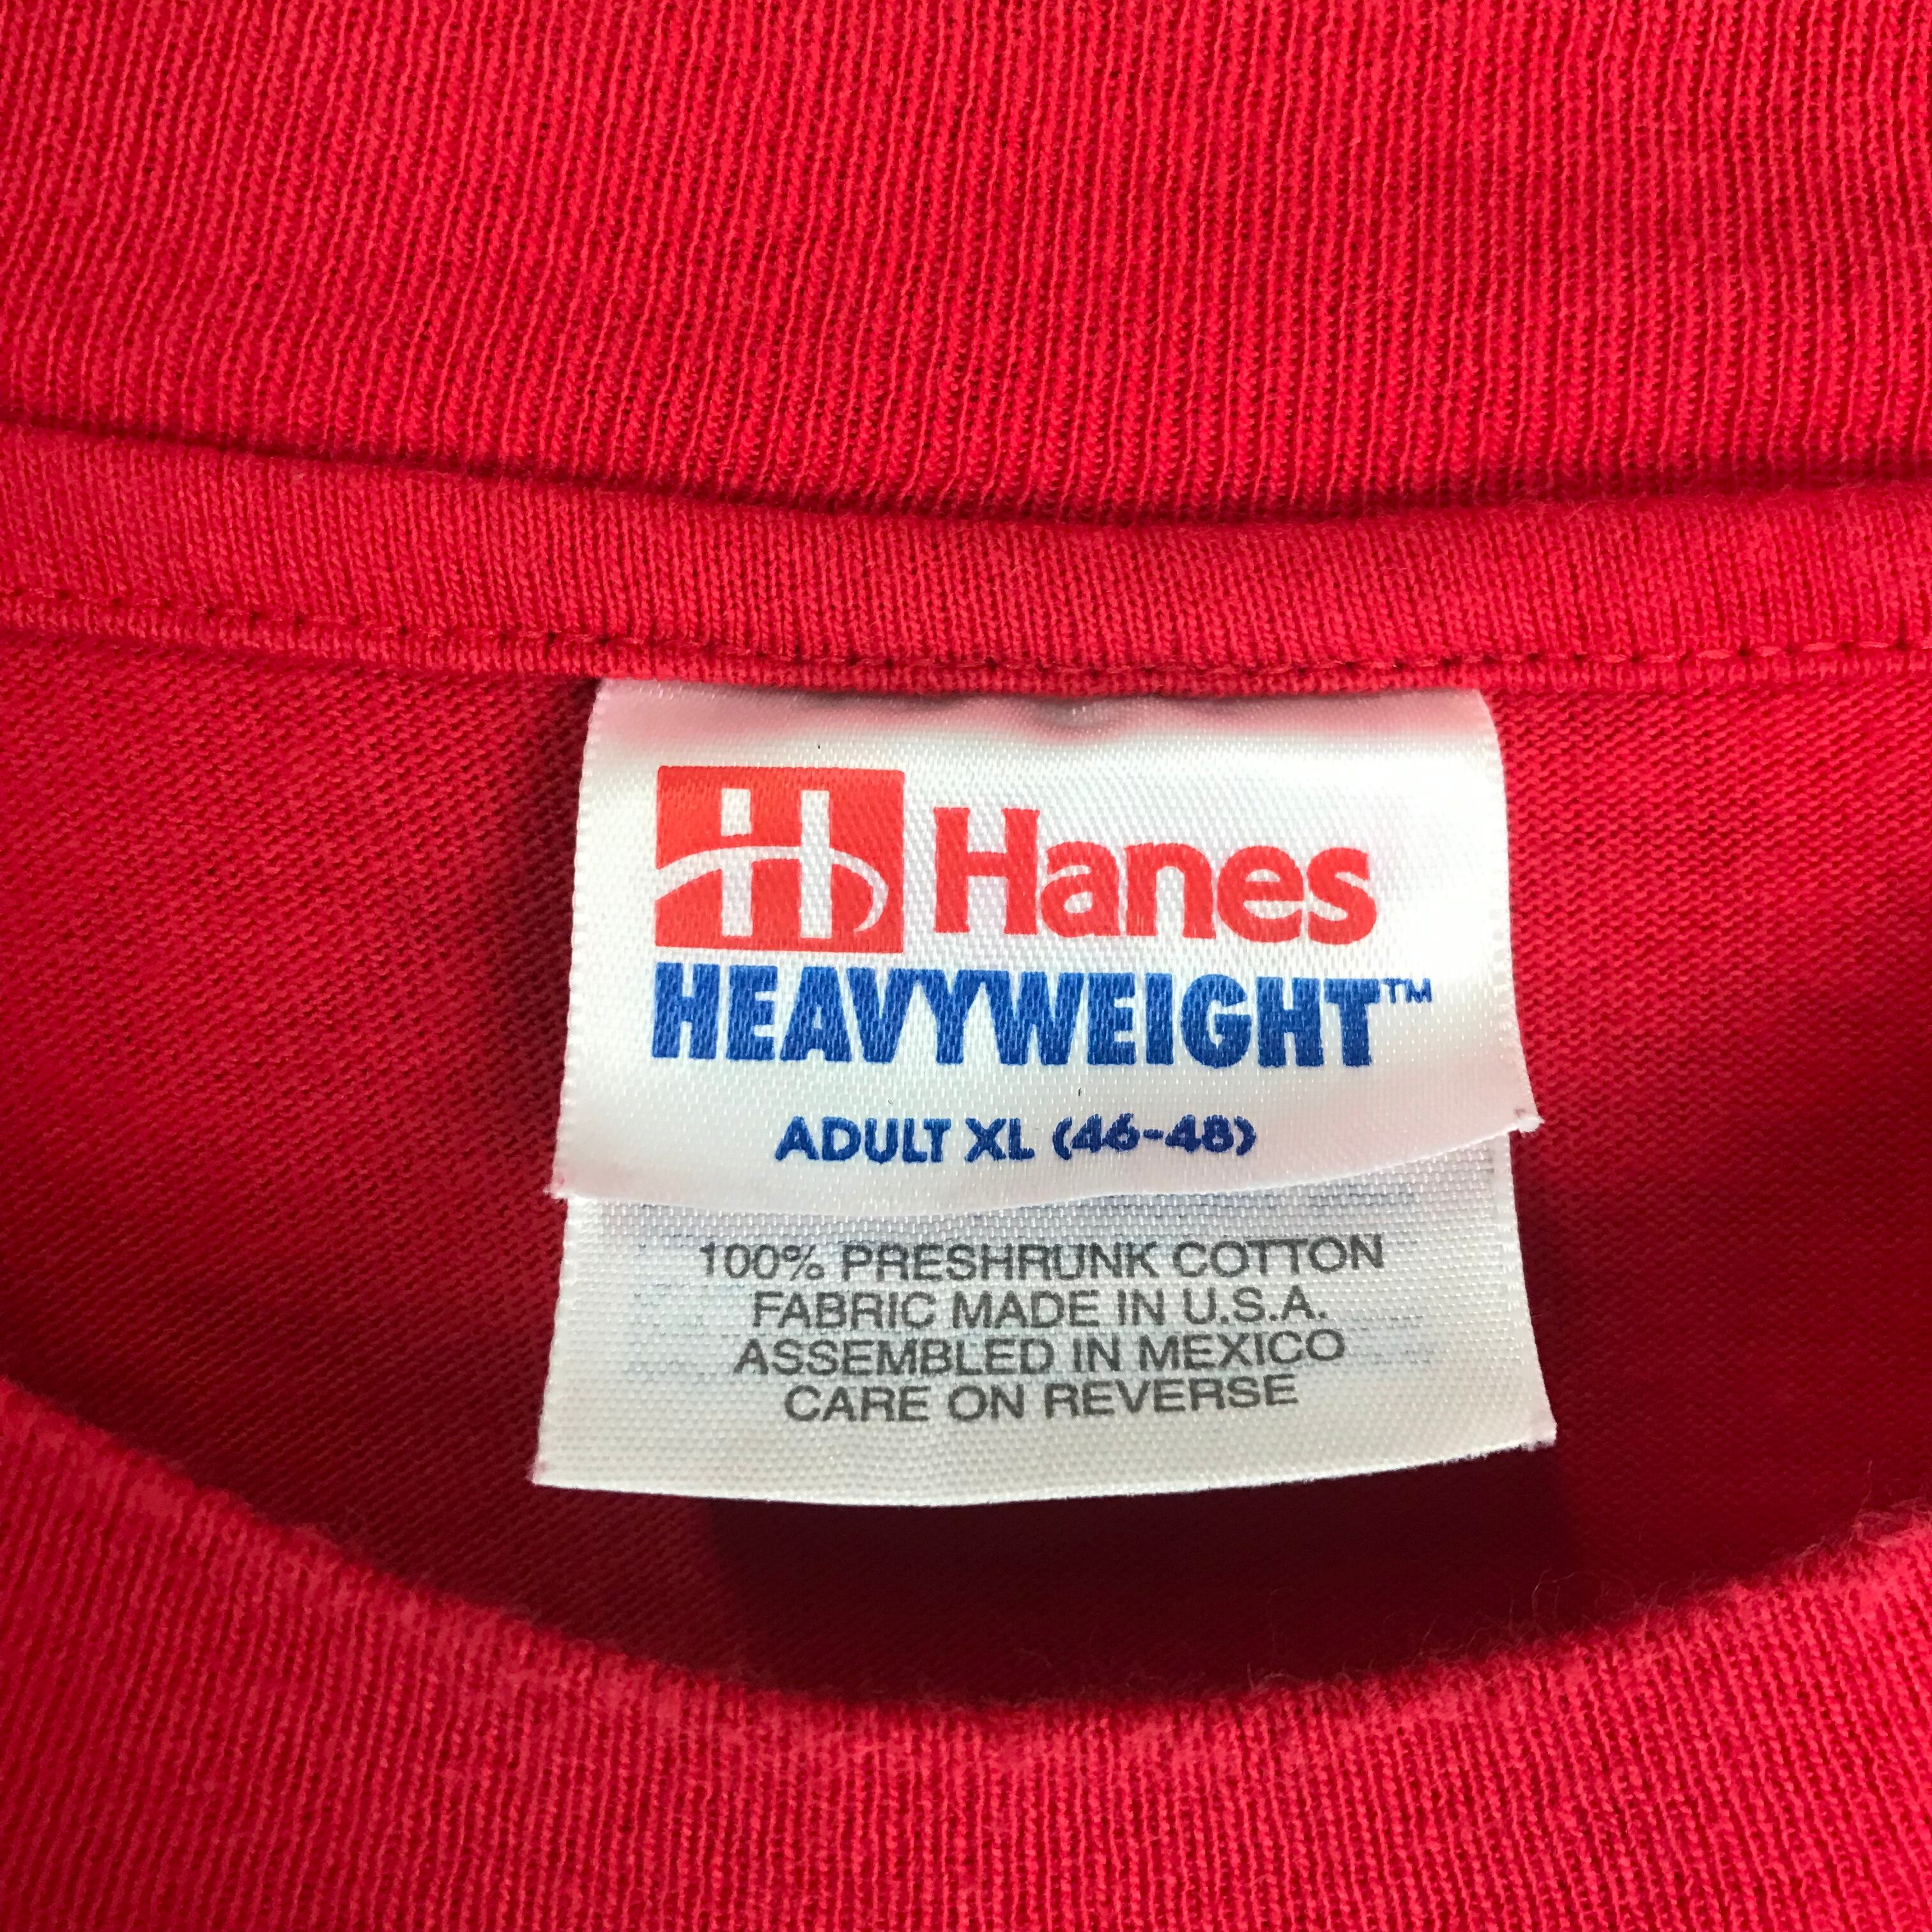 H Hanes
HEAVYWEIGHT™
ADULT XL (46-48)
100% PRESHRUNK COTTON
FABRIC MADE IN U.S.A.
ASSEMBLED IN MEXICO
CARE ON REVERSE